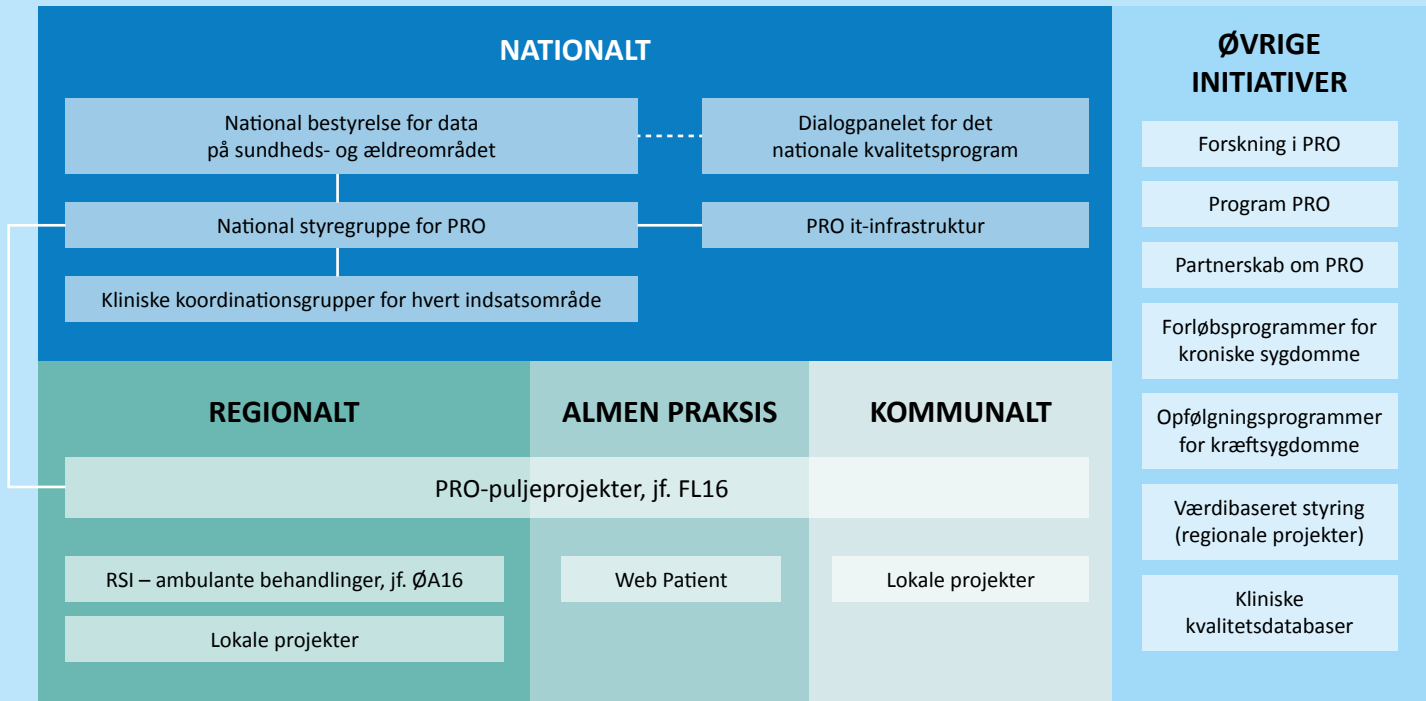 NATIONALT
National bestyrelse for data
på sundheds- og ældreområdet
Dialogpanelet for det
nationale kvalitetsprogram
National styregruppe for PRO
PRO it-infrastruktur
Kliniske koordinationsgrupper for hvert indsatsområde
REGIONALT
ALMEN PRAKSIS
KOMMUNALT
PRO-puljeprojekter, jf. FL16
RSI – ambulante behandlinger, jf. ØA16
Web Patient
Lokale projekter
Lokale projekter
ØVRIGE
INITIATIVER
Forskning i PRO
Program PRO
Partnerskab om PRO
Forløbsprogrammer for
kroniske sygdomme
Opfølgningsprogrammer
for kræftsygdomme
Værdibaseret styring
(regionale projekter)
Kliniske
kvalitetsdatabaser